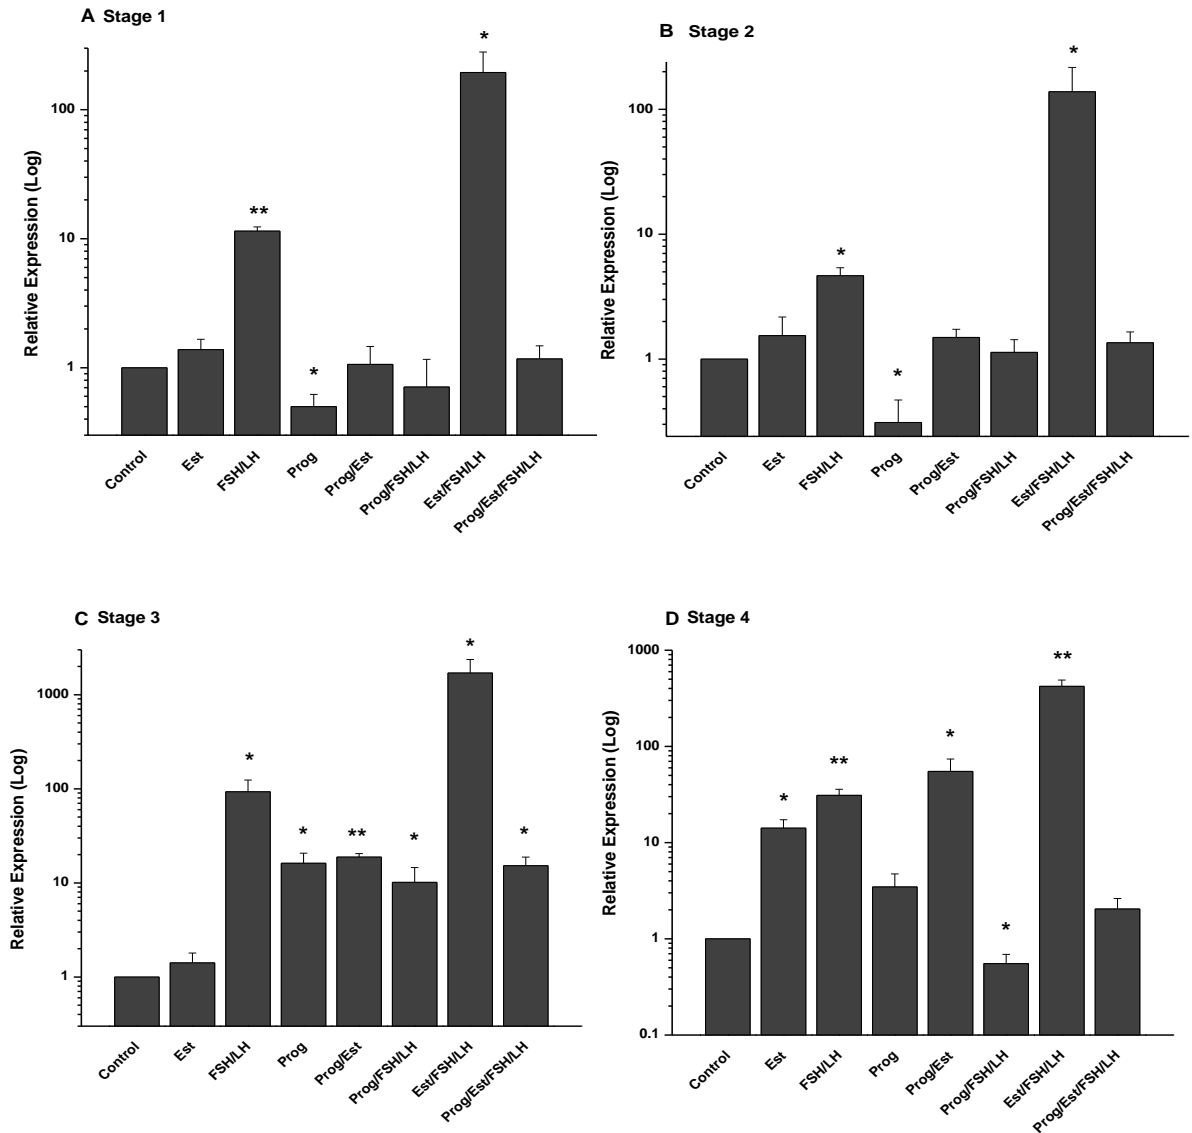 A Stage 1
Relative Expression (Log)
100
10
1
*
**
*
Control
Est
FSH/LH
Prog
Prog/Est
Prog/FSH/LH
Est/FSH/LH
Prog/Est/FSH/LH
B Stage 2
Relative Expression (Log)
100
10
1
*
*
*
Control
Est
FSH/LH
Prog
Prog/Est
Prog/FSH/LH
Est/FSH/LH
Prog/Est/FSH/LH
C Stage 3
Relative Expression (Log)
1000
100
10
1
*
*
*
**
*
*
Control
Est
FSH/LH
Prog
Prog/Est
Prog/FSH/LH
Est/FSH/LH
Prog/Est/FSH/LH
D Stage 4
Relative Expression (Log)
1000
100
10
1
0.1
**
*
**
*
*
Control
Est
FSH/LH
Prog
Prog/Est
Prog/FSH/LH
Est/FSH/LH
Prog/Est/FSH/LH